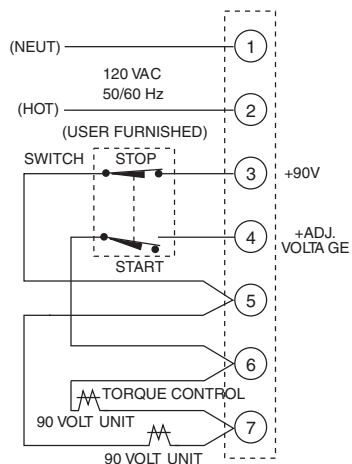 (NEUT)
1
120 VAC
50/60 Hz
(HOT)
2
(USER FURNISHED)
SWITCH
STOP
3
+90V
4
+ADJ.
VOLTA GE
START
5
6
TORQUE CONTROL
90 VOLT UNIT
7
90 VOLT UNIT